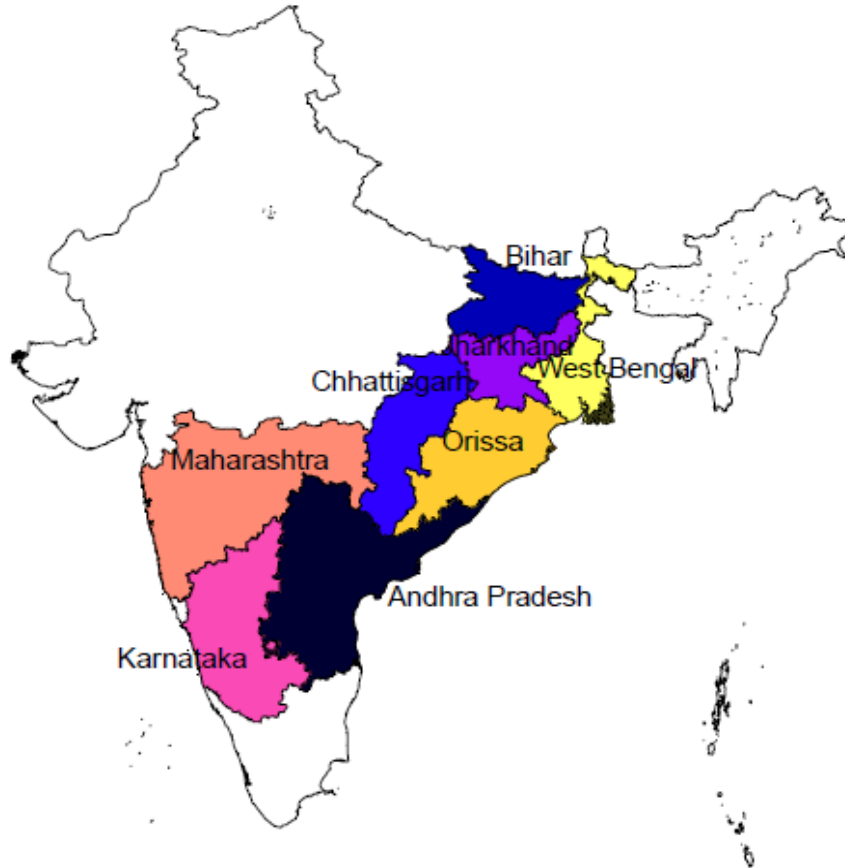 Bihar
Jharkhand
West Bengal
Chhattisgarh
Orissa
Maharashtra
Andhra Pradesh
Karnataka